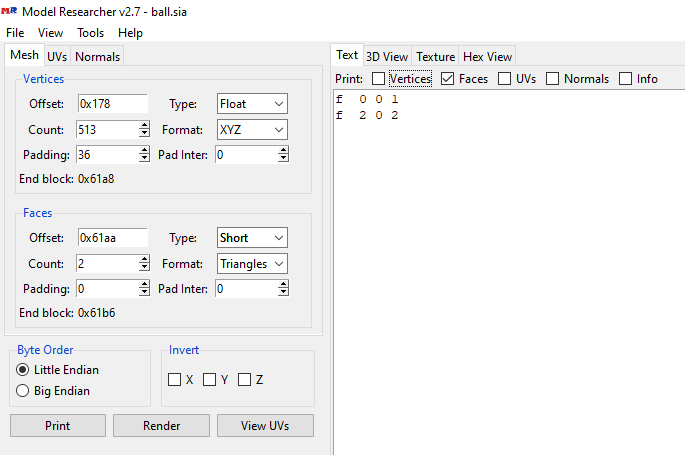 MR Model Researcher v2.7 - ball.sia
File View Tools Help
Mesh UVs Normals
Vertices
Offset: 0x178 Type: Float
Count: 513 Format: XYZ
Padding: 36 Pad Inter: 0
End block: 0x61a8
Faces
Offset: 0x61aa Type: Short
Count: 2 Format: Triangles
Padding: 0 Pad Inter: 0
End block: 0x61b6
Byte Order
Little Endian
Big Endian
Invert
X Y Z
Print Render View UVs
Text 3D View Texture Hex View
Print: Vertices Faces UVs Normals Info
f 0 0 1
f 2 0 2